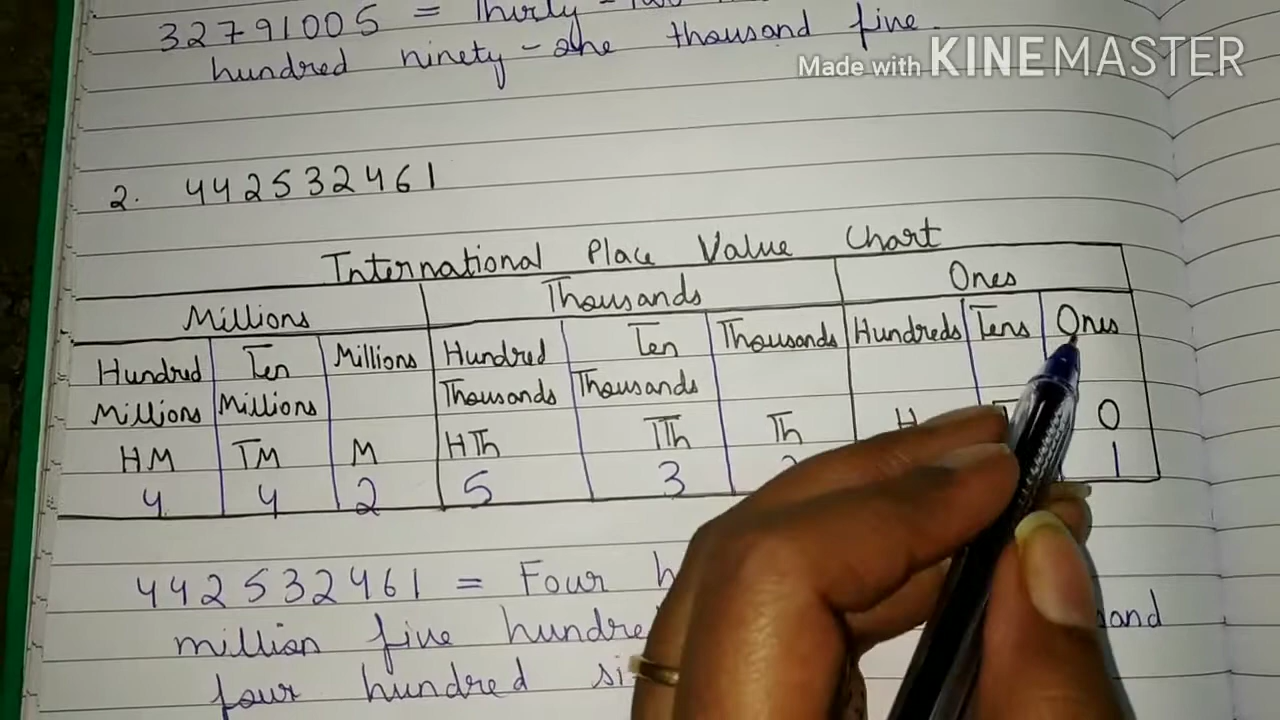 32791005 = Thirty-two
hundred ninety-one thousand five
Made with KINEMASTER
2. 442532461
International Place Value Chart
Millions Thousands Ones
Hundred Millions Ten Millions Millions Hundred Thousands Ten Thousands Thousands Hundreds Tens Ones
HM TM M HTh TTh Th H O
4 4 2 5 3 1
442532461 = Four
million five
four hundred